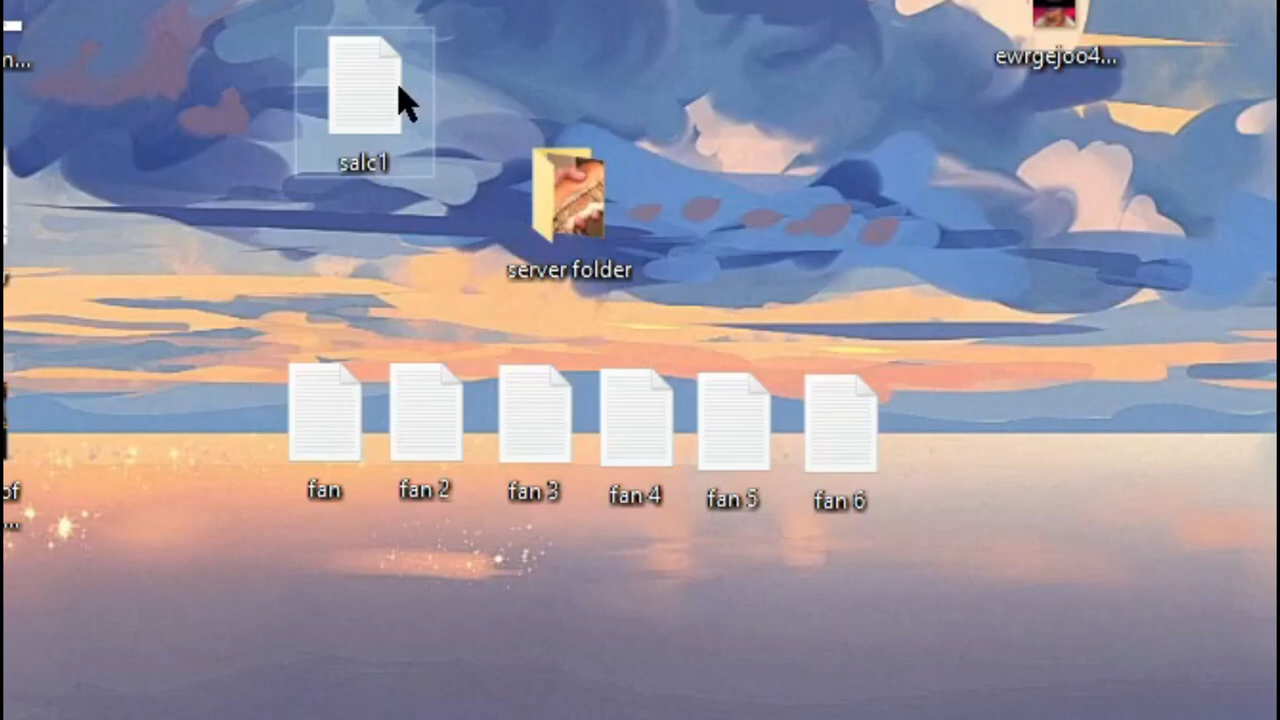 n...
ewrgejoo4...
salc1
server folder
fan
fan 2
fan 3
fan 4
fan 5
fan 6
of
...